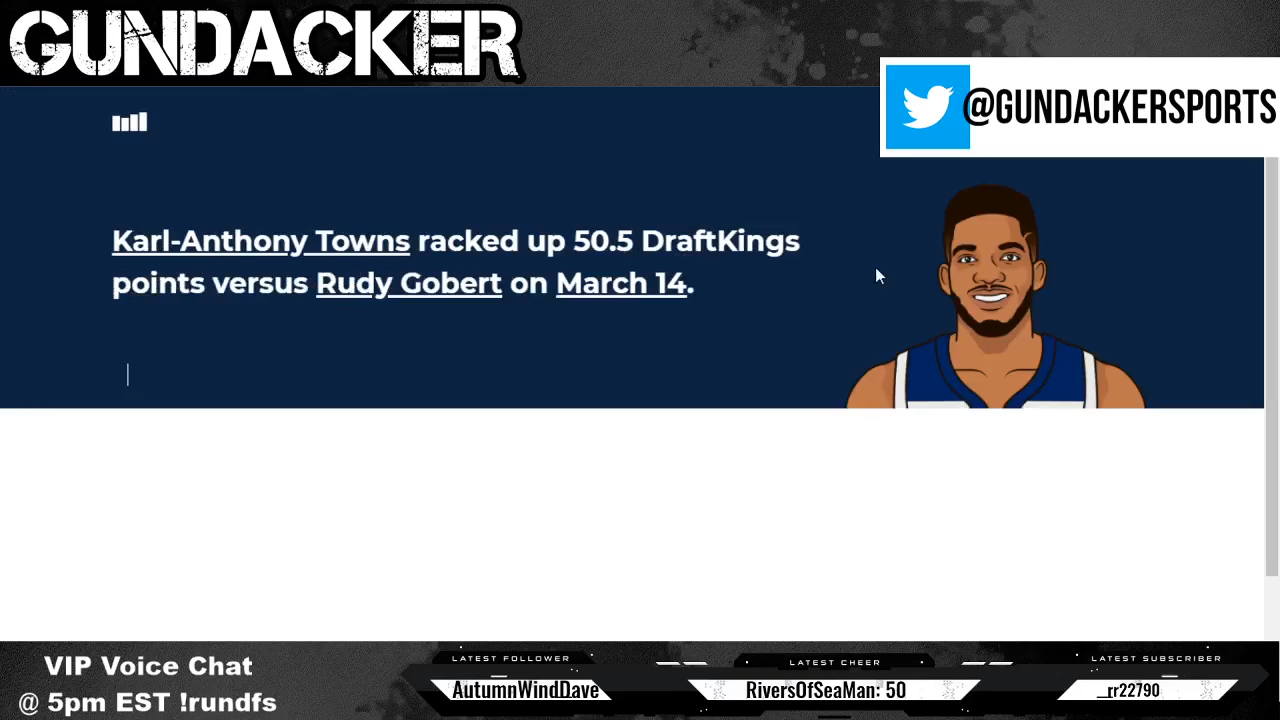 GUNDACKER
@GUNDACKERSPORTS
Karl-Anthony Towns racked up 50.5 DraftKings
points versus Rudy Gobert on March 14.
VIP Voice Chat
@ 5pm EST !rundfs
LATEST FOLLOWER
AutumnWindDave
LATEST CHEER
RiversOfSeaMan: 50
LATEST SUBSCRIBER
__rr22790